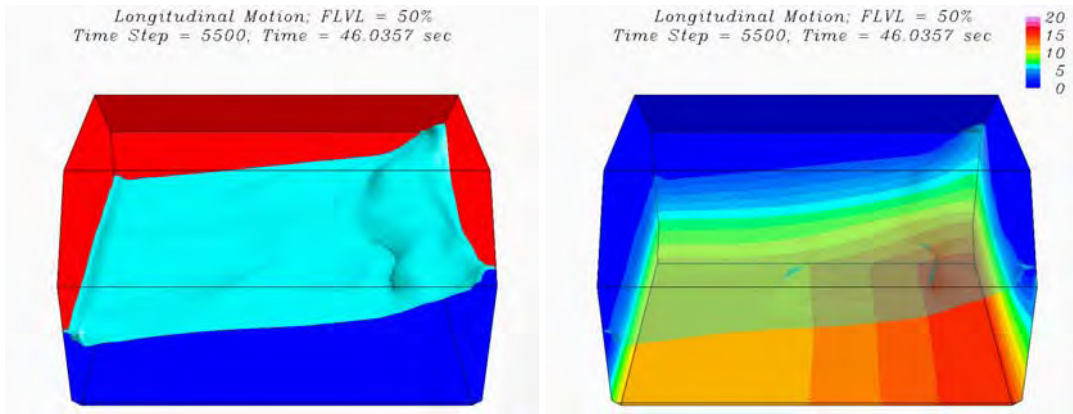 Longitudinal Motion; FLVL = 50%
Time Step = 5500, Time = 46.0357 sec
Longitudinal Motion; FLVL = 50%
Time Step = 5500, Time = 46.0357 sec
20
15
10
5
0